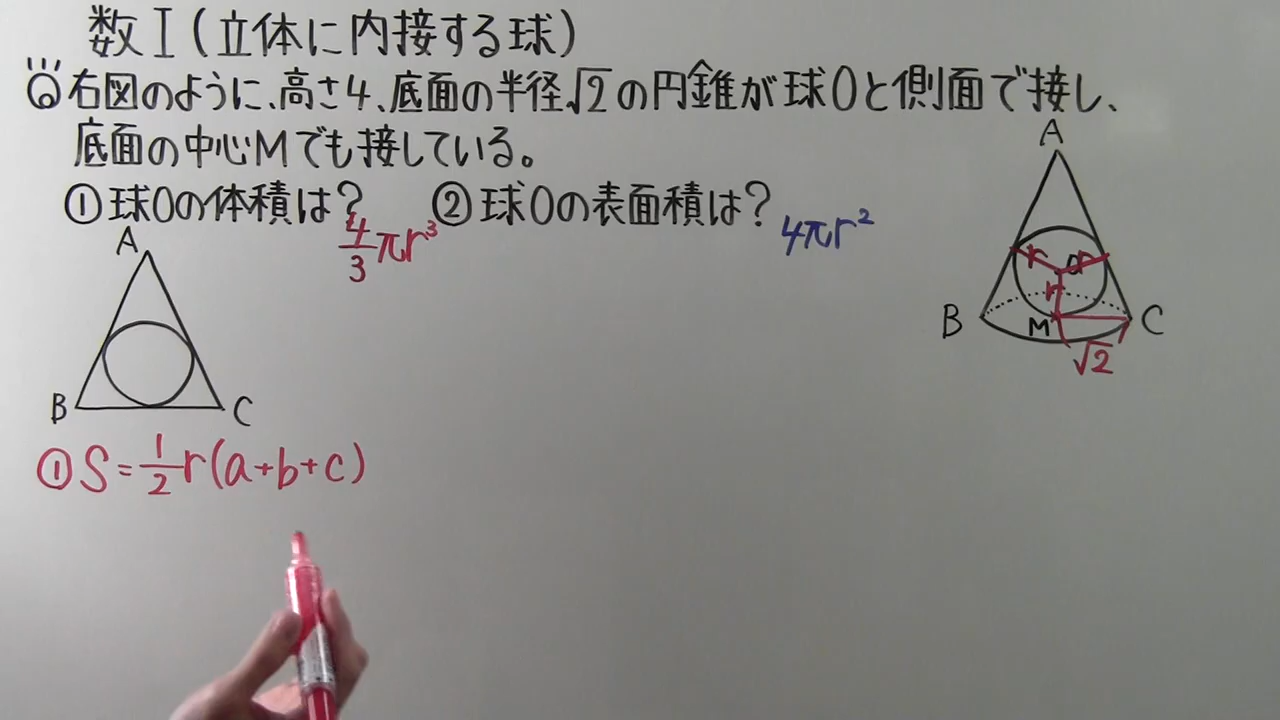 数I(立体に内接する球)
Q 右図のように、高さ4、底面の半径√2の円錐が球Oと側面で接し、
底面の中心Mでも接している。
①球Oの体積は? ②球Oの表面積は?
4/3πr³ 4πr²
A
B C
①S=1/2r(a+b+c)
A
r O r
r
B M C
√2